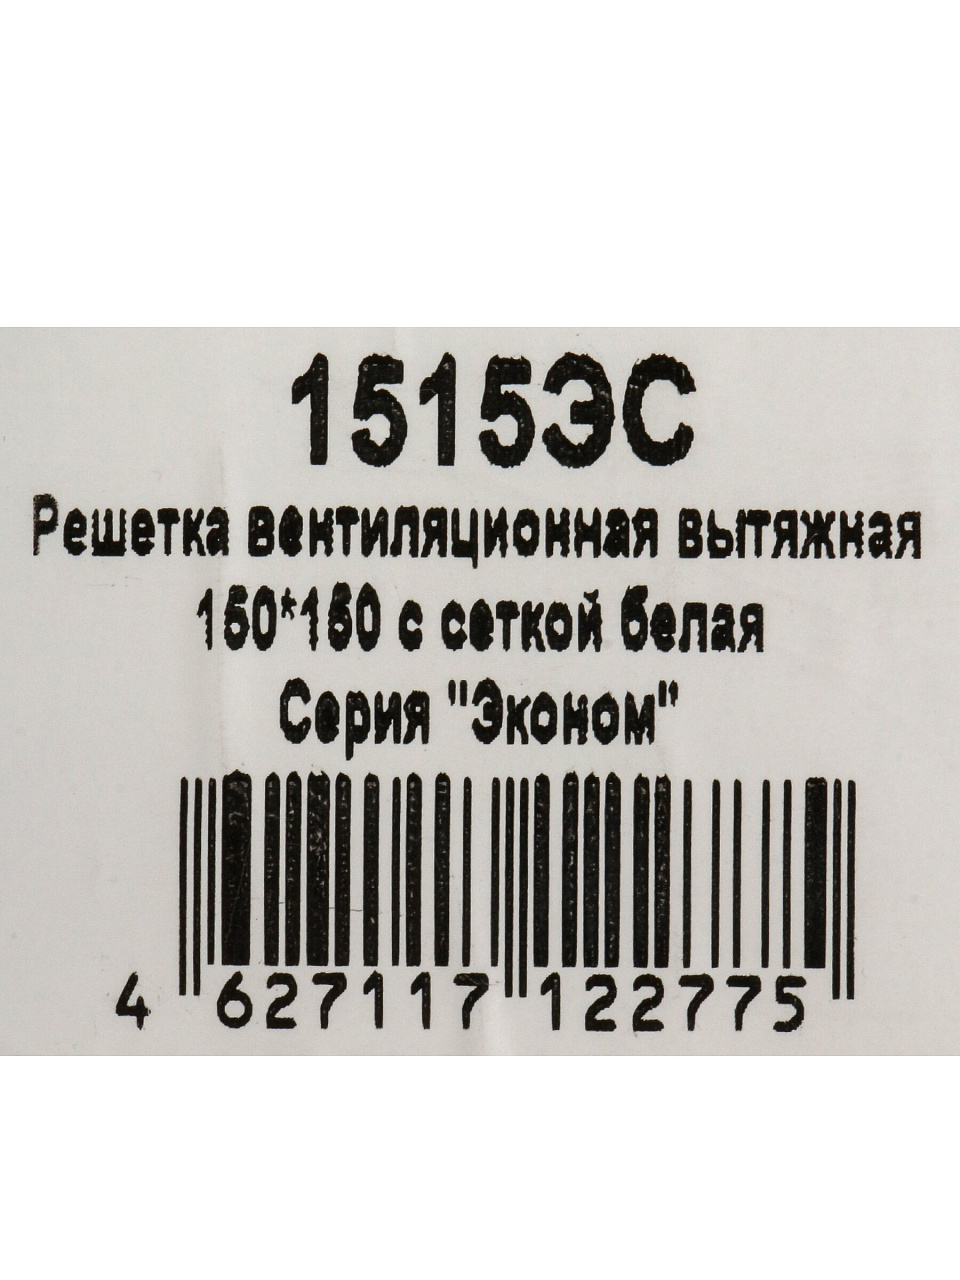 1515ЭС
Решетка вентиляционная вытяжная
150*150 с сеткой белая
Серия "Эконом"
4 627117 122775